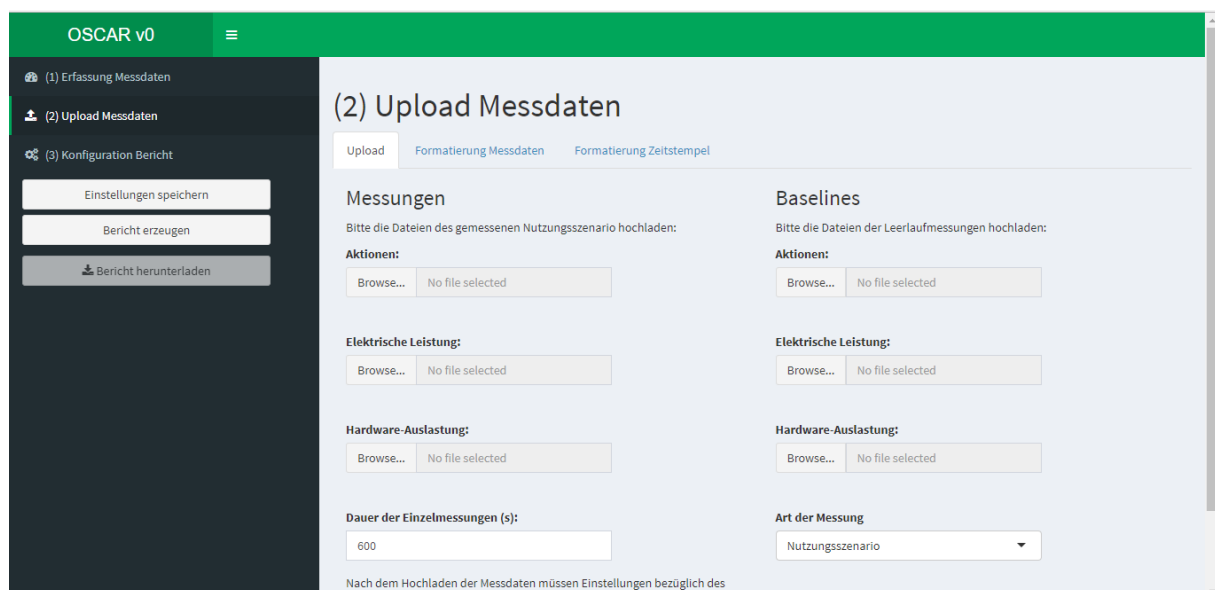 OSCAR v0
(1) Erfassung Messdaten
(2) Upload Messdaten
(3) Konfiguration Bericht
Einstellungen speichern
Bericht erzeugen
Bericht herunterladen
(2) Upload Messdaten
Upload Formatierung Messdaten Formatierung Zeitstempel
Messungen
Bitte die Dateien des gemessenen Nutzungsszenario hochladen:
Aktionen:
Browse... No file selected
Elektrische Leistung:
Browse... No file selected
Hardware-Auslastung:
Browse... No file selected
Dauer der Einzelmessungen (s):
600
Nach dem Hochladen der Messdaten müssen Einstellungen bezüglich des
Baselines
Bitte die Dateien der Leerlaufmessungen hochladen:
Aktionen:
Browse... No file selected
Elektrische Leistung:
Browse... No file selected
Hardware-Auslastung:
Browse... No file selected
Art der Messung
Nutzungsszenario